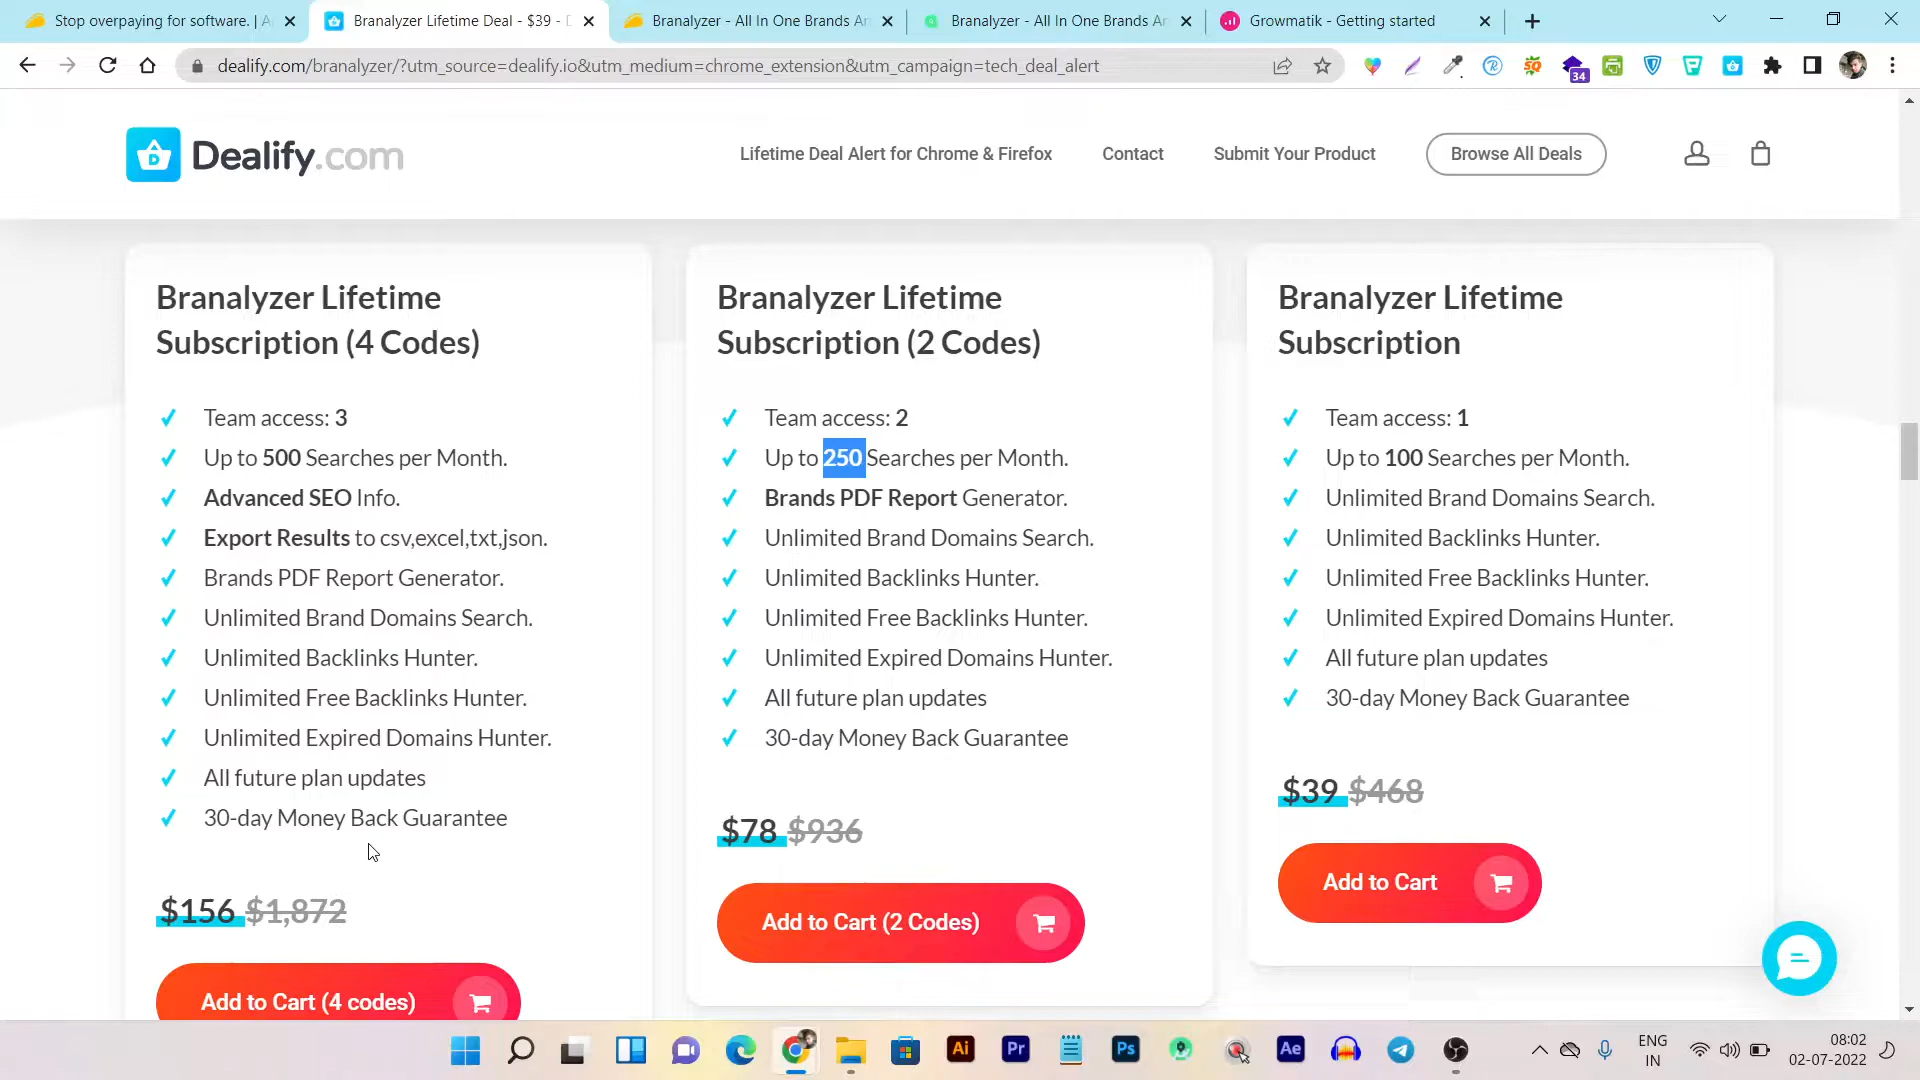 Stop overpaying for software. | A
Branalyzer Lifetime Deal - $39 - D
Branalyzer - All In One Brands An
Branalyzer - All In One Brands An
Growmatik - Getting started
dealify.com/branalyzer/?utm_source=dealify.io&utm_medium=chrome_extension&utm_campaign=tech_deal_alert
34
Dealify.com
Lifetime Deal Alert for Chrome & Firefox
Contact
Submit Your Product
Browse All Deals
Branalyzer Lifetime
Subscription (4 Codes)
Team access: 3
Up to 500 Searches per Month.
Advanced SEO Info.
Export Results to csv,excel,txt,json.
Brands PDF Report Generator.
Unlimited Brand Domains Search.
Unlimited Backlinks Hunter.
Unlimited Free Backlinks Hunter.
Unlimited Expired Domains Hunter.
All future plan updates
30-day Money Back Guarantee
$156 $1,872
Add to Cart (4 codes)
Branalyzer Lifetime
Subscription (2 Codes)
Team access: 2
Up to 250 Searches per Month.
Brands PDF Report Generator.
Unlimited Brand Domains Search.
Unlimited Backlinks Hunter.
Unlimited Free Backlinks Hunter.
Unlimited Expired Domains Hunter.
All future plan updates
30-day Money Back Guarantee
$78 $936
Add to Cart (2 Codes)
Branalyzer Lifetime
Subscription
Team access: 1
Up to 100 Searches per Month.
Unlimited Brand Domains Search.
Unlimited Backlinks Hunter.
Unlimited Free Backlinks Hunter.
Unlimited Expired Domains Hunter.
All future plan updates
30-day Money Back Guarantee
$39 $468
Add to Cart
Ai
Pr
Ps
Ae
ENG
IN
08:02
02-07-2022